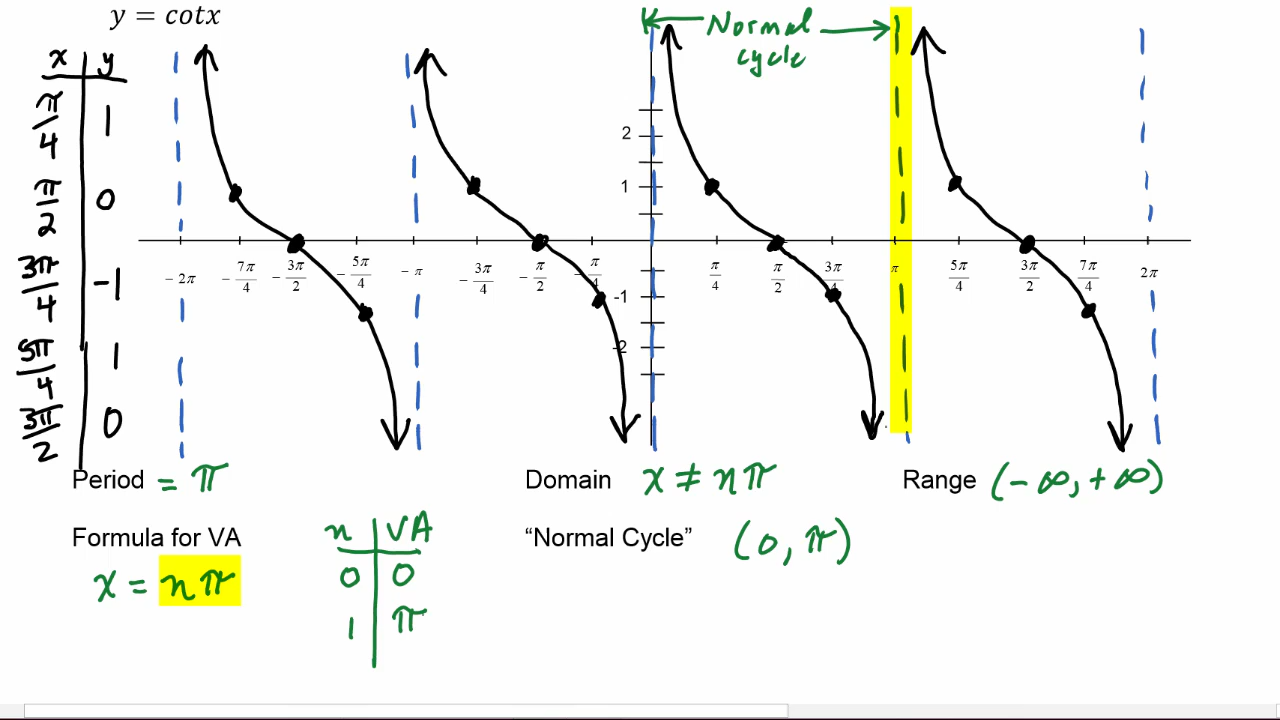 y = cotx
x y
π/4 1
π/2 0
3π/4 -1
5π/4 1
3π/2 0
Normal cycle
2
1
-1
-2
-2π -7π/4 -3π/2 -5π/4 -π -3π/4 -π/2 -π/4 π/4 π/2 3π/4 π 5π/4 3π/2 7π/4 2π
Period = π
Domain x ≠ nπ
Range (-∞, +∞)
Formula for VA
x = nπ
n VA
0 0
1 π
“Normal Cycle” (0, π)